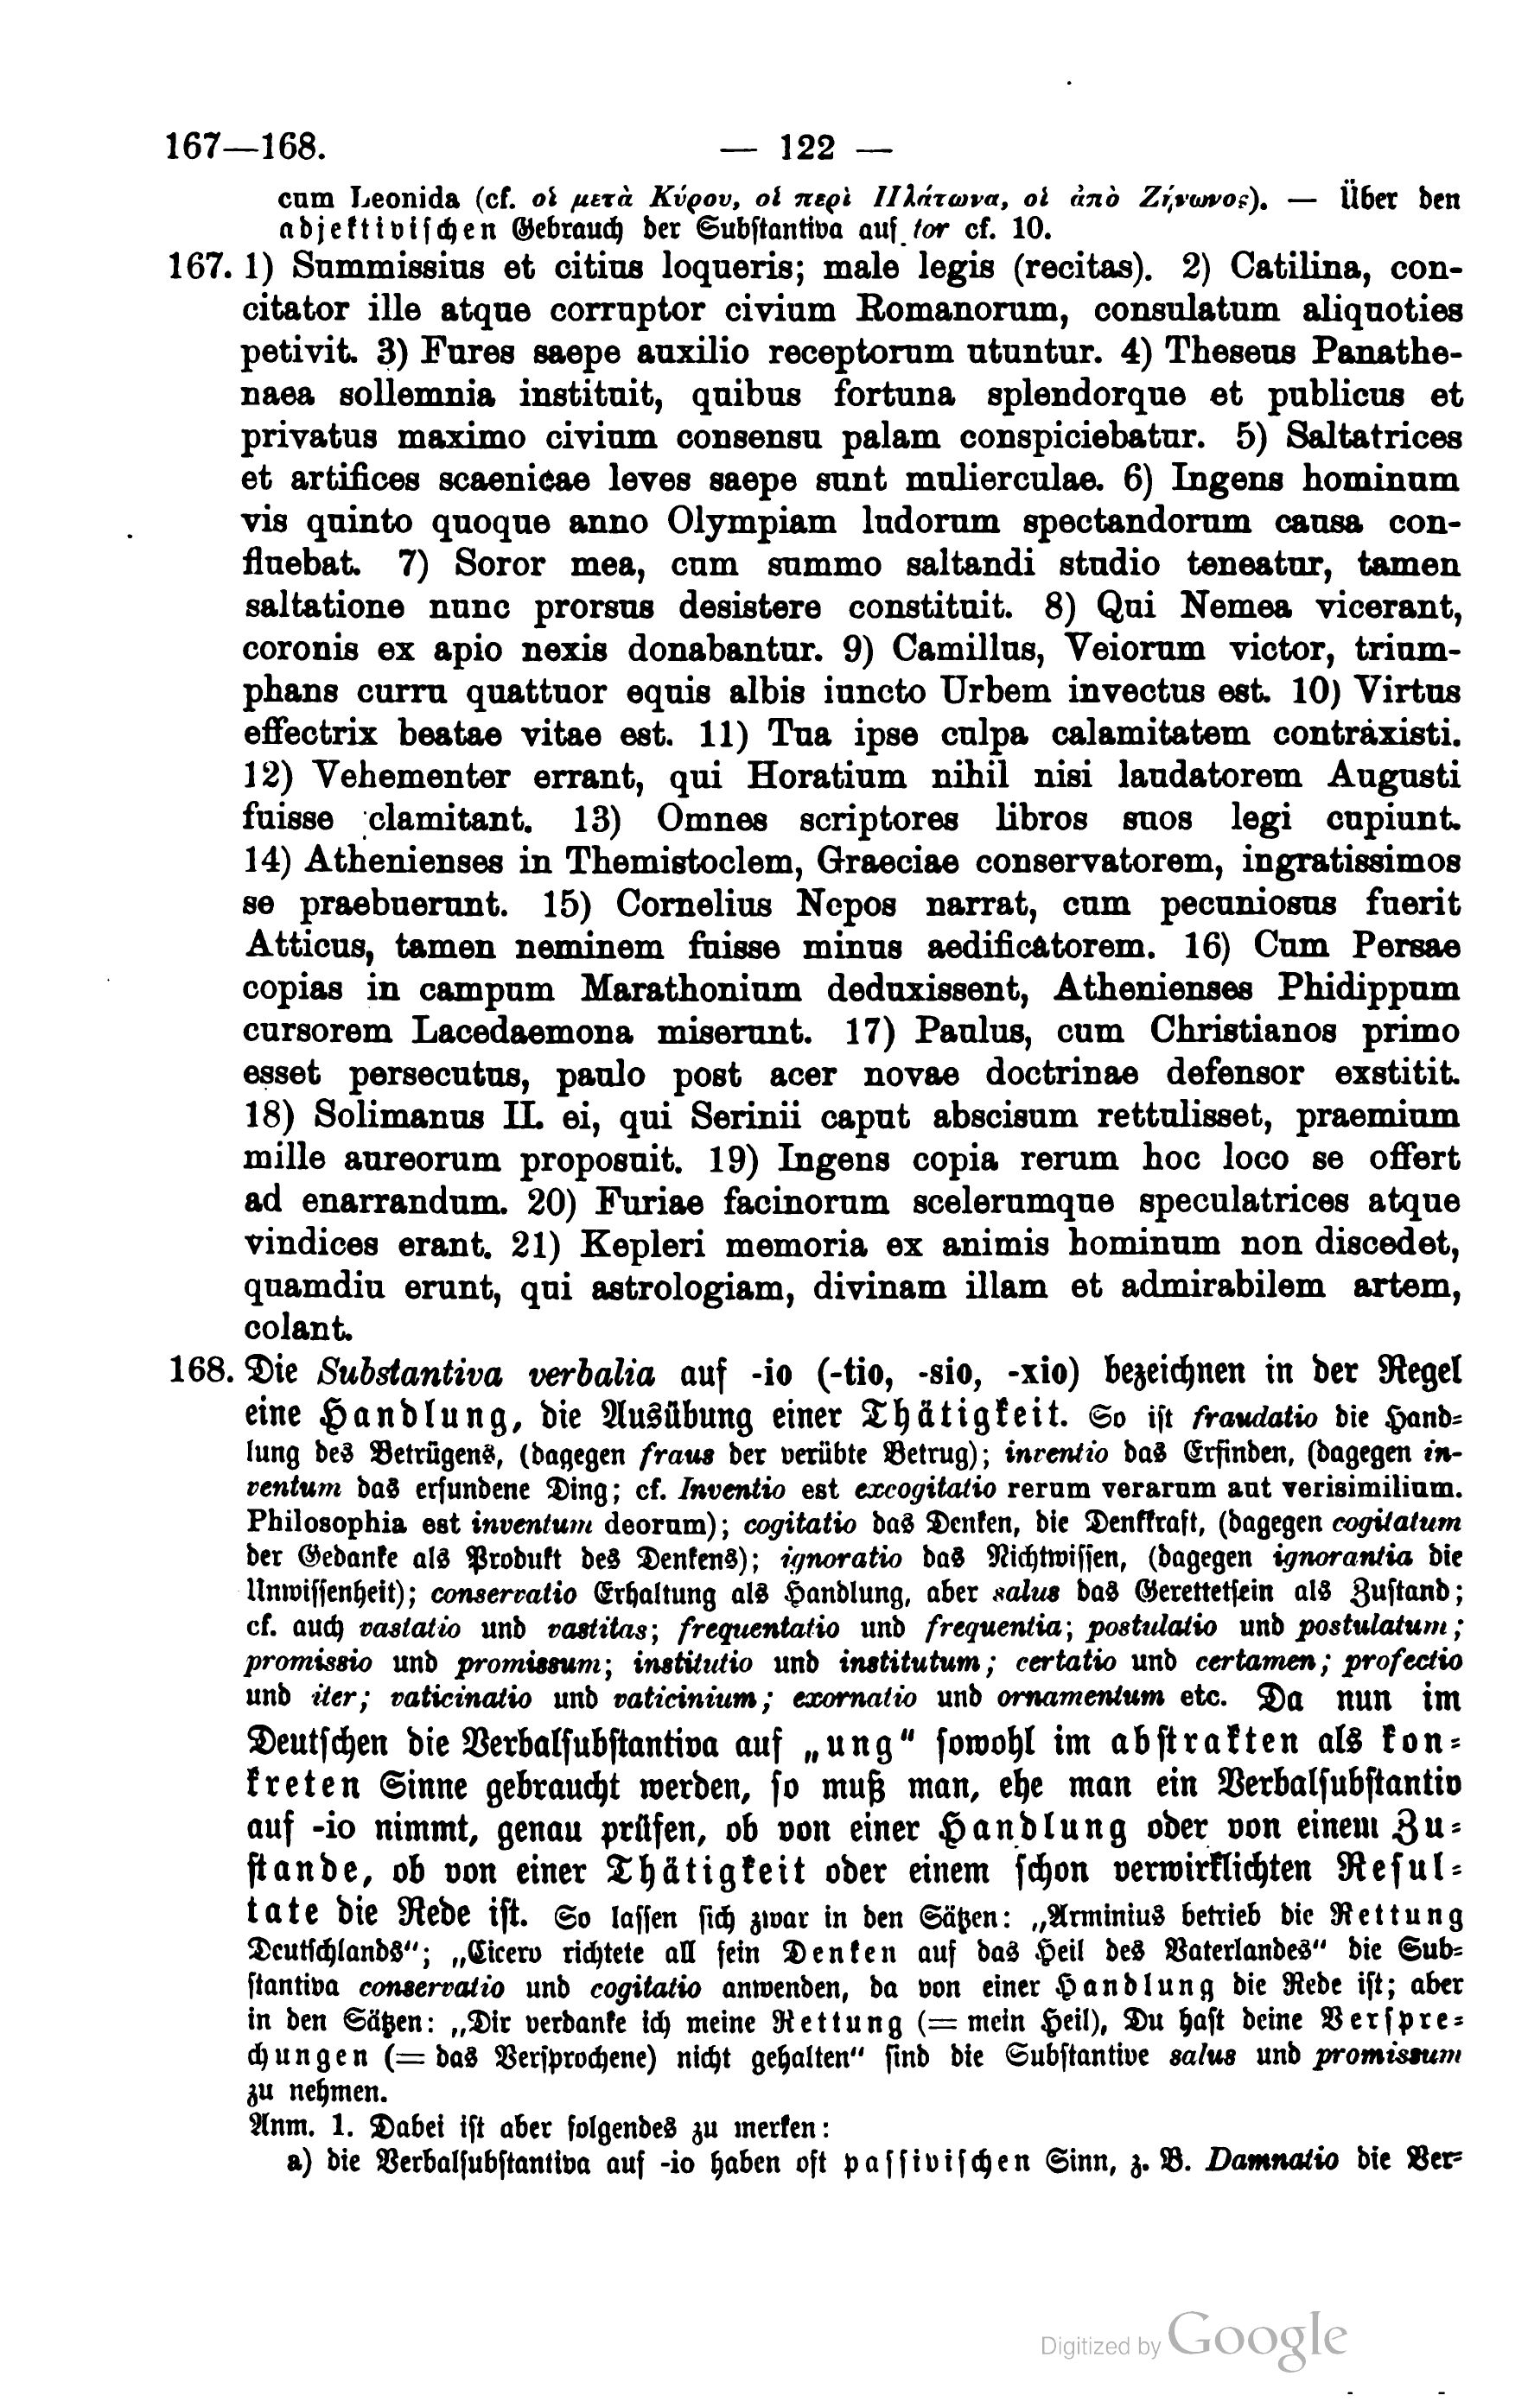 167—168. — 122 —
cum Leonida (cf. οἱ μετὰ Κύρου, οἱ περὶ Πλάτωνα, οἱ ἀπὸ Ζήνωνος). — Über den
adjektivischen Gebrauch der Substantiva auf tor cf. 10.
167. 1) Summissius et citius loqueris; male legis (recitas). 2) Catilina, con-
citator ille atque corruptor civium Romanorum, consulatum aliquoties
petivit. 3) Fures saepe auxilio receptorum utuntur. 4) Theseus Panathe-
naea sollemnia instituit, quibus fortuna splendorque et publicus et
privatus maximo civium consensu palam conspiciebatur. 5) Saltatrices
et artifices scaenicae leves saepe sunt mulierculae. 6) Ingens hominum
vis quinto quoque anno Olympiam ludorum spectandorum causa con-
fluebat. 7) Soror mea, cum summo saltandi studio teneatur, tamen
saltatione nunc prorsus desistere constituit. 8) Qui Nemea vicerant,
coronis ex apio nexis donabantur. 9) Camillus, Veiorum victor, trium-
phans curru quattuor equis albis iuncto Urbem invectus est. 10) Virtus
effectrix beatae vitae est. 11) Tua ipse culpa calamitatem contraxisti.
12) Vehementer errant, qui Horatium nihil nisi laudatorem Augusti
fuisse clamitant. 13) Omnes scriptores libros suos legi cupiunt.
14) Athenienses in Themistoclem, Graeciae conservatorem, ingratissimos
se praebuerunt. 15) Cornelius Nepos narrat, cum pecuniosus fuerit
Atticus, tamen neminem fuisse minus aedificatorem. 16) Cum Persae
copias in campum Marathonium deduxissent, Athenienses Phidippum
cursorem Lacedaemona miserunt. 17) Paulus, cum Christianos primo
esset persecutus, paulo post acer novae doctrinae defensor exstitit.
18) Solimanus II. ei, qui Serinii caput abscisum rettulisset, praemium
mille aureorum proposuit. 19) Ingens copia rerum hoc loco se offert
ad enarrandum. 20) Furiae facinorum scelerumque speculatrices atque
vindices erant. 21) Kepleri memoria ex animis hominum non discedet,
quamdiu erunt, qui astrologiam, divinam illam et admirabilem artem,
colant.
168. Die Substantiva verbalia auf -io (-tio, -sio, -xio) bezeichnen in der Regel
eine Handlung, die Ausübung einer Thätigkeit. So ist fraudatio die Hand-
lung des Betrügens, (dagegen fraus der verübte Betrug); inventio das Erfinden, (dagegen in-
ventum das erfundene Ding; cf. Inventio est excogitatio rerum verarum aut verisimilium.
Philosophia est inventum deorum); cogitatio das Denken, die Denkkraft, (dagegen cogitatum
der Gedanke als Produkt des Denkens); ignoratio das Nichtwissen, (dagegen ignorantia die
Unwissenheit); conservatio Erhaltung als Handlung, aber salus das Gerettetsein als Zustand;
cf. auch vastatio und vastitas; frequentatio und frequentia; postulatio und postulatum;
promissio und promissum; institutio und institutum; certatio und certamen; profectio
und iter; vaticinatio und vaticinium; exornatio und ornamentum etc. Da nun im
Deutschen die Verbalsubstantiva auf „ung" sowohl im abstrakten als kon-
kreten Sinne gebraucht werden, so muß man, ehe man ein Verbalsubstantiv
auf -io nimmt, genau prüfen, ob von einer Handlung oder von einem Zu-
stande, ob von einer Thätigkeit oder einem schon verwirklichten Resul-
tate die Rede ist. So lassen sich zwar in den Sätzen: „Arminius betrieb die Rettung
Deutschlands"; „Cicero richtete all sein Denken auf das Heil des Vaterlandes" die Sub-
stantiva conservatio und cogitatio anwenden, da von einer Handlung die Rede ist; aber
in den Sätzen: „Dir verdanke ich meine Rettung (= mein Heil), Du hast deine Verspre-
chungen (= das Versprochene) nicht gehalten" sind die Substantive salus und promissum
zu nehmen.
Anm. 1. Dabei ist aber folgendes zu merken:
a) die Verbalsubstantiva auf -io haben oft passivischen Sinn, z. B. Damnatio die Ver-
Digitized by Google